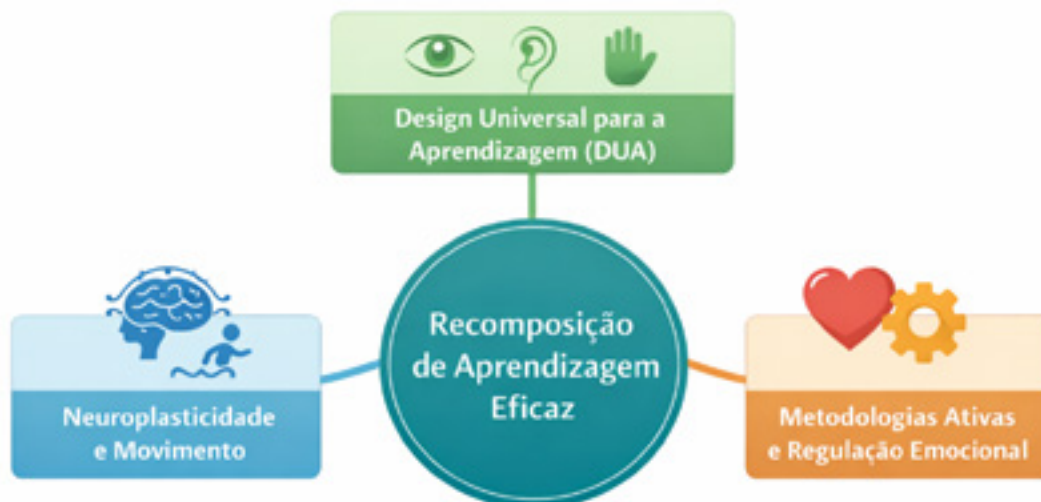 Design Universal para a
Aprendizagem (DUA)
Recomposição
de Aprendizagem
Eficaz
Neuroplasticidade
e Movimento
Metodologias Ativas
e Regulação Emocional